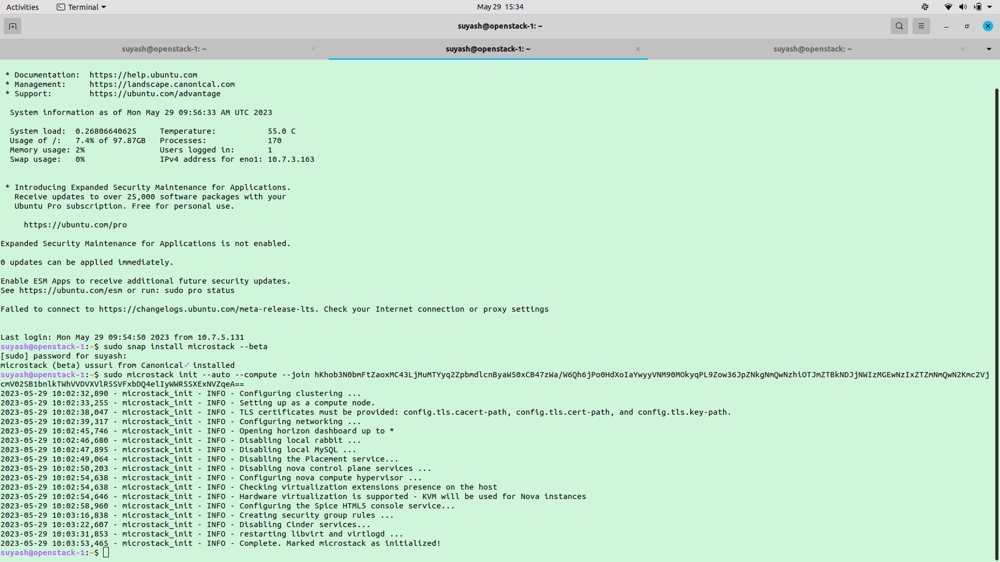 Activities
Terminal
May 29 15:34
suyash@openstack-1: ~
suyash@openstack-1: ~
suyash@openstack-1: ~
suyash@openstack: ~
* Documentation:  https://help.ubuntu.com
* Management:     https://landscape.canonical.com
* Support:        https://ubuntu.com/advantage
System information as of Mon May 29 09:56:33 AM UTC 2023
System load:  0.26806640625     Temperature:           55.0 C
Usage of /:   7.4% of 97.87GB   Processes:             170
Memory usage: 2%                Users logged in:       1
Swap usage:   0%                IPv4 address for eno1: 10.7.3.163
* Introducing Expanded Security Maintenance for Applications.
Receive updates to over 25,000 software packages with your
Ubuntu Pro subscription. Free for personal use.
https://ubuntu.com/pro
Expanded Security Maintenance for Applications is not enabled.
0 updates can be applied immediately.
Enable ESM Apps to receive additional future security updates.
See https://ubuntu.com/esm or run: sudo pro status
Failed to connect to https://changelogs.ubuntu.com/meta-release-lts. Check your Internet connection or proxy settings
Last login: Mon May 29 09:54:50 2023 from 10.7.5.131
suyash@openstack-1:~$ sudo snap install microstack --beta
[sudo] password for suyash:
microstack (beta) ussuri from Canonical✓ installed
suyash@openstack-1:~$ sudo microstack init --auto --compute --join hKhob3N0bmFtZaoxMC43LjMuMTYyq2ZpbmdlcnByaW50xCB47zWa/W6Qh6jPo0HdXoIaYwyyVNM90MOkyqPL9Zow36JpZNkgNmQwNzhiOTJmZTBkNDJjNWIzMGEwNzIxZTZmNmQwN2Kmc2Vj
cmV02SB1bnlkTWhVVDVXVlR5SVFxbDQ4elIyWWR5SXExNVZqeA==
2023-05-29 10:02:32,890 - microstack_init - INFO - Configuring clustering ...
2023-05-29 10:02:33,255 - microstack_init - INFO - Setting up as a compute node.
2023-05-29 10:02:38,047 - microstack_init - INFO - TLS certificates must be provided: config.tls.cacert-path, config.tls.cert-path, and config.tls.key-path.
2023-05-29 10:02:39,317 - microstack_init - INFO - Configuring networking ...
2023-05-29 10:02:45,746 - microstack_init - INFO - Opening horizon dashboard up to *
2023-05-29 10:02:46,680 - microstack_init - INFO - Disabling local rabbit ...
2023-05-29 10:02:47,895 - microstack_init - INFO - Disabling local MySQL ...
2023-05-29 10:02:49,064 - microstack_init - INFO - Disabling the Placement service...
2023-05-29 10:02:50,203 - microstack_init - INFO - Disabling nova control plane services ...
2023-05-29 10:02:54,638 - microstack_init - INFO - Configuring nova compute hypervisor ...
2023-05-29 10:02:54,638 - microstack_init - INFO - Checking virtualization extensions presence on the host
2023-05-29 10:02:54,646 - microstack_init - INFO - Hardware virtualization is supported - KVM will be used for Nova instances
2023-05-29 10:02:58,960 - microstack_init - INFO - Configuring the Spice HTML5 console service...
2023-05-29 10:03:16,838 - microstack_init - INFO - Creating security group rules ...
2023-05-29 10:03:22,607 - microstack_init - INFO - Disabling Cinder services...
2023-05-29 10:03:31,853 - microstack_init - INFO - restarting libvirt and virtlogd ...
2023-05-29 10:03:53,465 - microstack_init - INFO - Complete. Marked microstack as initialized!
suyash@openstack-1:~$